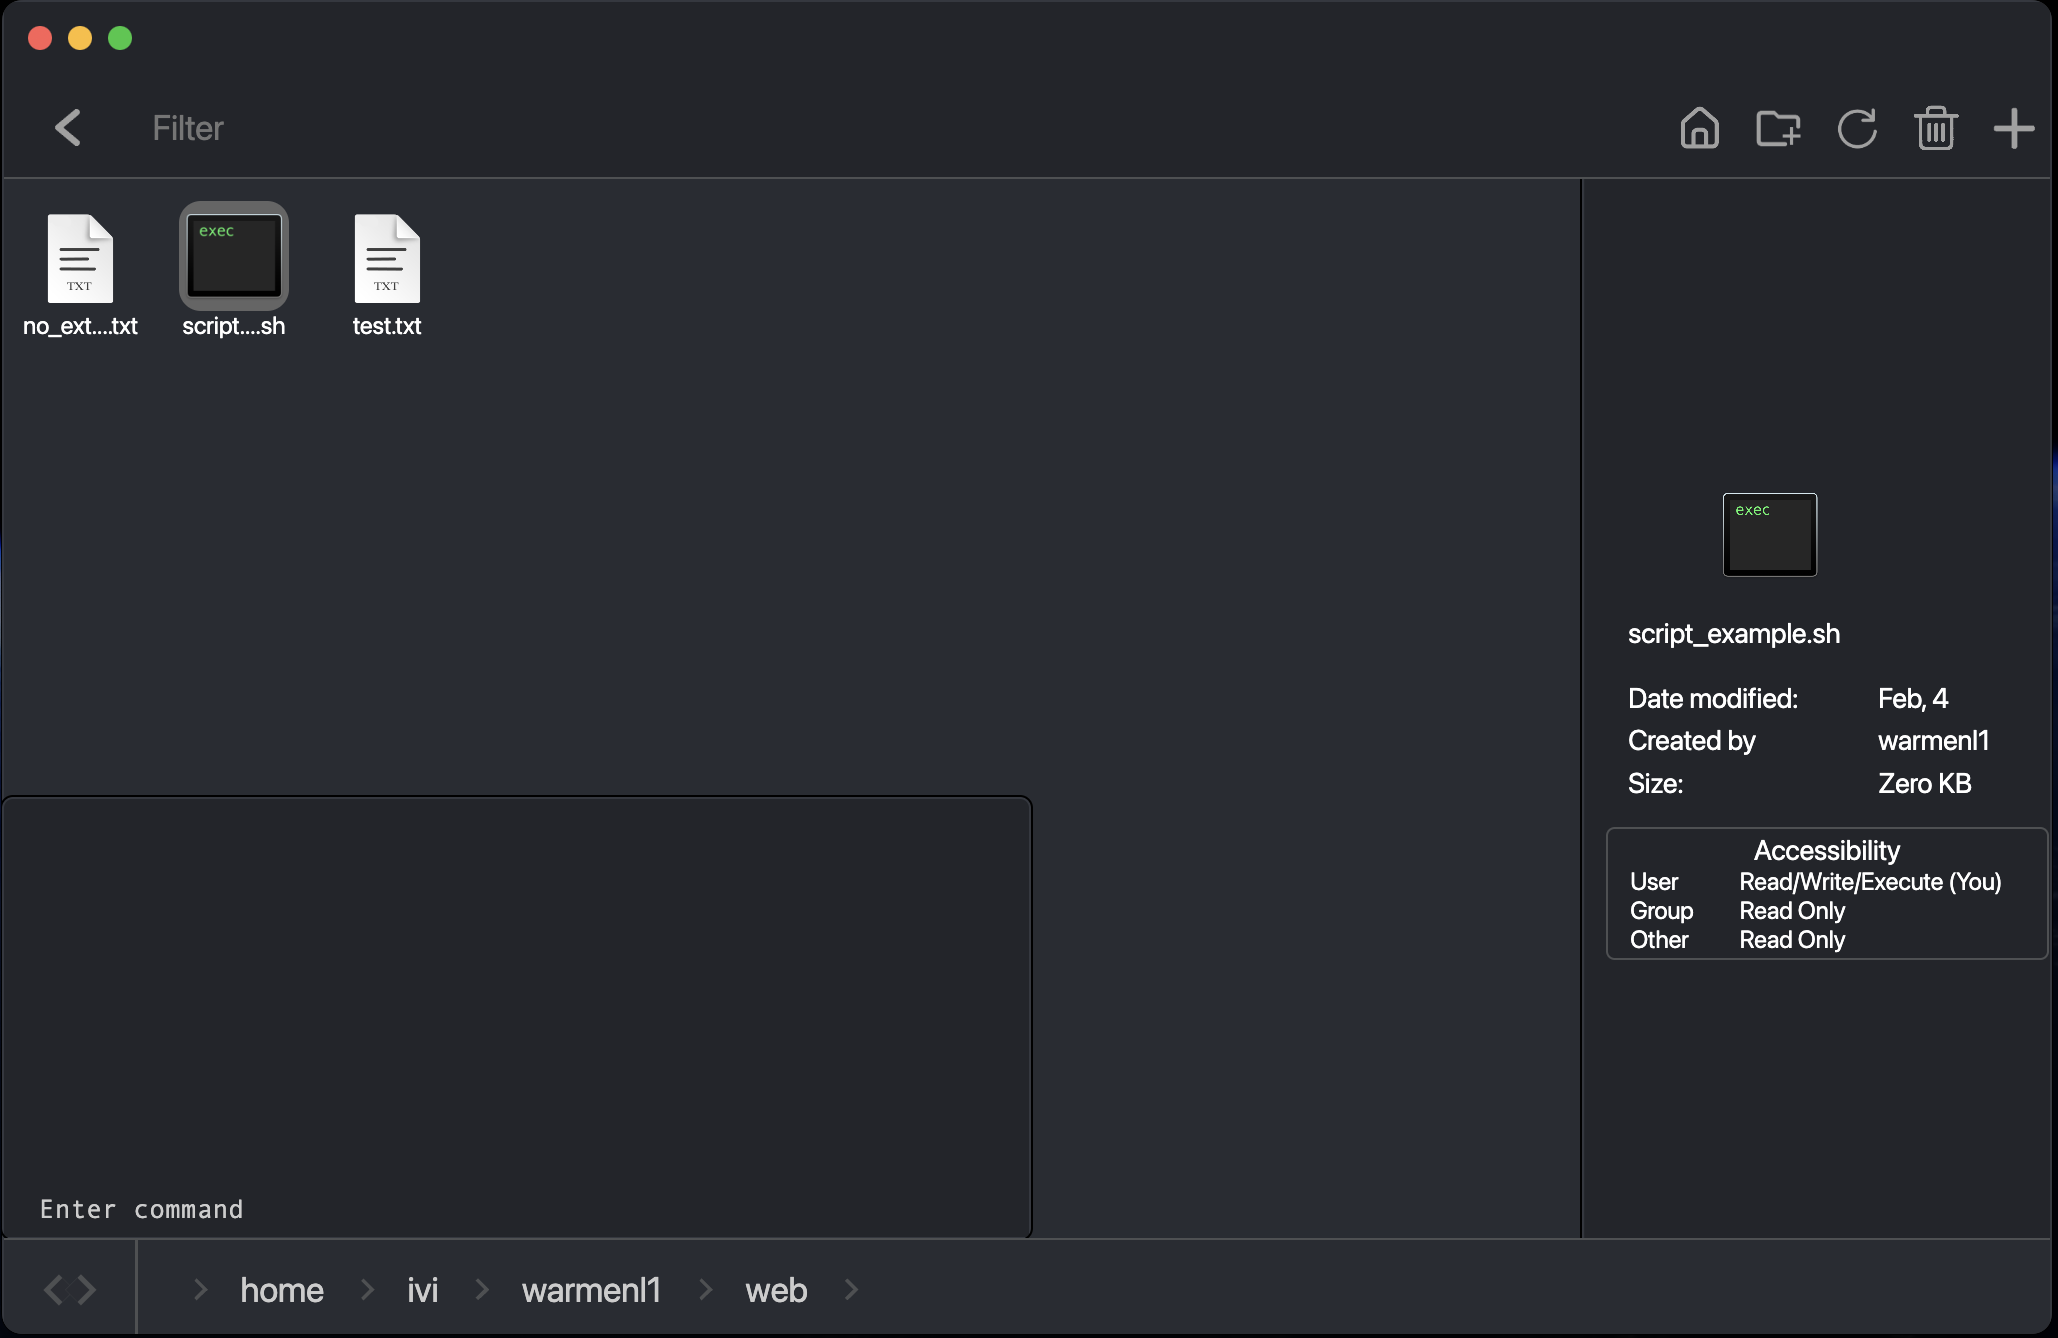 Filter
exec
TXT
TXT
no_ext....txt
script....sh
test.txt
exec
script_example.sh
Date modified: Feb, 4
Created by warmenl1
Size: Zero KB
Accessibility
User Read/Write/Execute (You)
Group Read Only
Other Read Only
Enter command
home ivi warmenl1 web